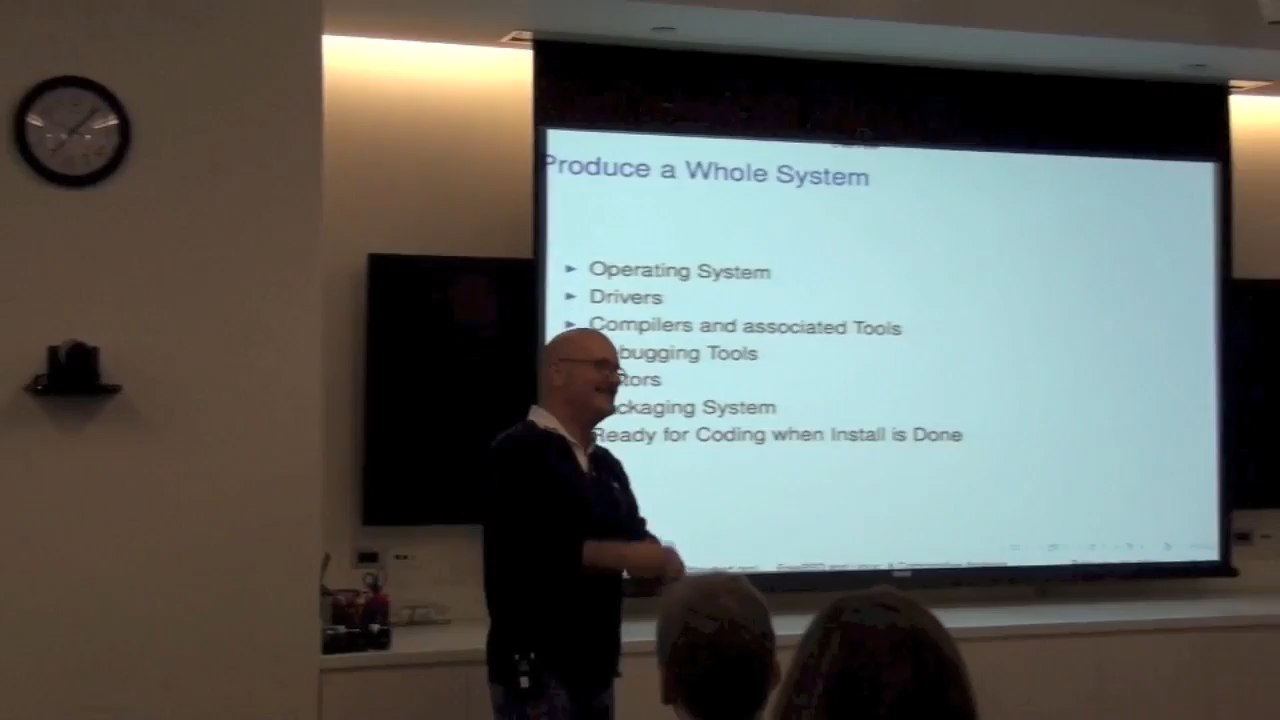 Produce a Whole System
Operating System
Drivers
Compilers and associated Tools
bugging Tools
tors
ckaging System
Ready for Coding when Install is Done